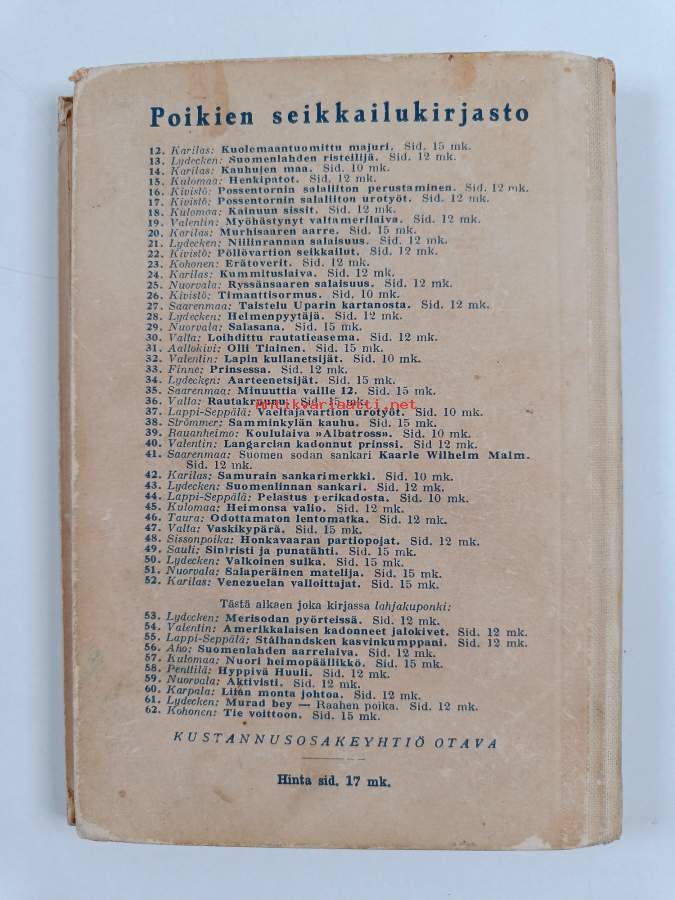 Poikien seikkailukirjasto
12. Karilas: Kuolemaantuomittu majuri. Sid. 15 mk.
13. Lydecken: Suomenlahden risteilijä. Sid. 12 mk.
14. Karilas: Kauhujen maa. Sid. 10 mk.
15. Kulomaa: Henkipatot. Sid. 12 mk.
16. Kivistö: Possentornin salaliiton perustaminen. Sid. 12 mk.
17. Kivistö: Possentornin salaliiton urotyöt. Sid. 12 mk.
18. Kulomaa: Kainuun sissit. Sid. 12 mk.
19. Valentin: Myöhästynyt valtamerilaiva. Sid. 12 mk.
20. Karilas: Murhisaaren aarre. Sid. 15 mk.
21. Lydecken: Niilinrannan salaisuus. Sid. 12 mk.
22. Kivistö: Pöllövartion seikkailut. Sid. 12 mk.
23. Kohonen: Erätoverit. Sid. 12 mk.
24. Karilas: Kummituslaiva. Sid. 12 mk.
25. Nuorvala: Ryssänsaaren salaisuus. Sid. 12 mk.
26. Kivistö: Timanttisormus. Sid. 10 mk.
27. Saarenmaa: Taistelu Uparin kartanosta. Sid. 12 mk.
28. Lydecken: Helmenpyytäjä. Sid. 12 mk.
29. Nuorvala: Salasana. Sid. 15 mk.
30. Valta: Loihdittu rautatieasema. Sid. 12 mk.
31. Aaltokivi: Olli Tiainen. Sid. 15 mk.
32. Valentin: Lapin kullanetsijät. Sid. 10 mk.
33. Finne: Prinsessa. Sid. 12 mk.
34. Lydecken: Aarteenetsijät. Sid. 15 mk.
35. Saarenmaa: Minuuttia vaille 12. Sid. 15 mk.
36. Valta: Rautakruunu. Sid. 15 mk.
antikvariaatti.net
37. Lappi-Seppälä: Vaeltajavartion urotyöt. Sid. 10 mk.
38. Strömmer: Samminkylän kauhu. Sid. 15 mk.
39. Rauanheimo: Koululaiva »Albatross». Sid. 10 mk.
40. Valentin: Langarcian kadonnut prinssi. Sid. 12 mk.
41. Saarenmaa: Suomen sodan sankari Kaarle Wilhelm Malm.
Sid. 12 mk.
42. Karilas: Samurain sankarimerkki. Sid. 10 mk.
43. Lydecken: Suomenlinnan sankari. Sid. 12 mk.
44. Lappi-Seppälä: Pelastus perikadosta. Sid. 10 mk.
45. Kulomaa: Heimonsa valio. Sid. 12 mk.
46. Taura: Odottamaton lentomatka. Sid. 12 mk.
47. Valta: Vaskikypärä. Sid. 15 mk.
48. Sissonpoika: Honkavaaran partiopojat. Sid. 12 mk.
49. Sauli: Siniristi ja punatähti. Sid. 15 mk.
50. Lydecken: Valkoinen sulka. Sid. 15 mk.
51. Nuorvala: Salaperäinen matelija. Sid. 15 mk.
52. Karilas: Venezuelan valloittajat. Sid. 15 mk.
Tästä alkaen joka kirjassa lahjakuponki:
53. Lydecken: Merisodan pyörteissä. Sid. 12 mk.
54. Valentin: Amerikkalaisen kadonneet jalokivet. Sid. 12 mk.
55. Lappi-Seppälä: Stålhandsken kasvinkumppani. Sid. 12 mk.
56. Aho: Suomenlahden aarrelaiva. Sid. 12 mk.
57. Kulomaa: Nuori heimopäällikkö. Sid. 15 mk.
58. Penttilä: Hyppivä Huuli. Sid. 12 mk.
59. Nuorvala: Aktivisti. Sid. 12 mk.
60. Karpala: Liian monta johtoa. Sid. 12 mk.
61. Lydecken: Murad bey — Raahen poika. Sid. 12 mk.
62. Kohonen: Tie voittoon. Sid. 15 mk.
KUSTANNUSOSAKEYHTIÖ OTAVA
Hinta sid. 17 mk.